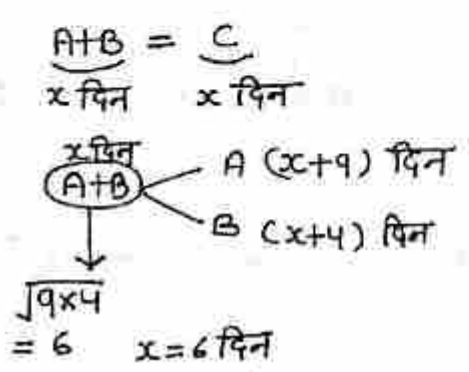 A+B = C
x दिन x दिन
x दिन
A+B
A (x+9) दिन
B (x+4) दिन
√9×4
= 6 x = 6 दिन